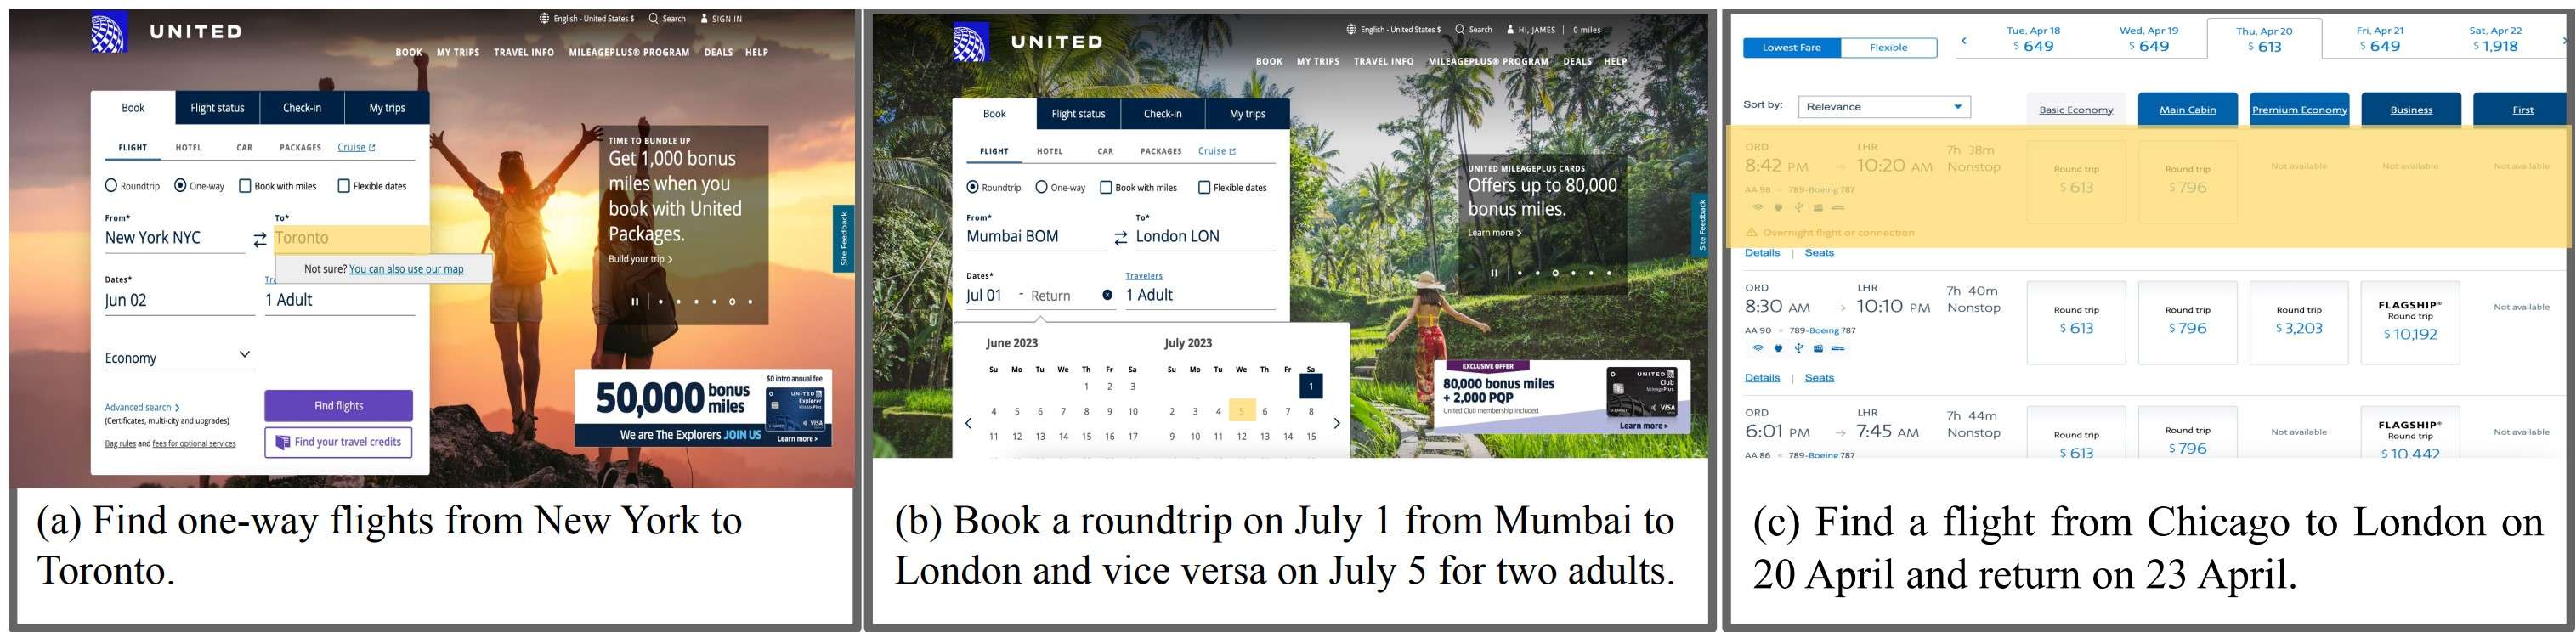 UNITED
English - United States $ Search SIGN IN
BOOK MY TRIPS TRAVEL INFO MILEAGEPLUS® PROGRAM DEALS HELP
Book Flight status Check-in My trips
FLIGHT HOTEL CAR PACKAGES Cruise
Roundtrip One-way Book with miles Flexible dates
From* To*
New York NYC Toronto
Not sure? You can also use our map
Dates*
Jun 02 1 Adult
Economy
Find flights
Advanced search >
(Certificates, multi-city and upgrades)
Find your travel credits
Bag rules and fees for optional services
TIME TO BUNDLE UP
Get 1,000 bonus
miles when you
book with United
Packages.
Build your trip >
Site Feedback
$0 intro annual fee
50,000 bonus miles
UNITED
Explorer
VISA
We are The Explorers JOIN US
Learn more >
(a) Find one-way flights from New York to
Toronto.
UNITED
English - United States $ Search HI, JAMES | 0 miles
BOOK MY TRIPS TRAVEL INFO MILEAGEPLUS® PROGRAM DEALS HELP
Book Flight status Check-in My trips
FLIGHT HOTEL CAR PACKAGES Cruise
Roundtrip One-way Book with miles Flexible dates
From* To*
Mumbai BOM London LON
Dates* Travelers
Jul 01 - Return 1 Adult
June 2023 July 2023
Su Mo Tu We Th Fr Sa Su Mo Tu We Th Fr Sa
1 2 3 1
4 5 6 7 8 9 10 2 3 4 5 6 7 8
11 12 13 14 15 16 17 9 10 11 12 13 14 15
UNITED MILEAGEPLUS CARDS
Offers up to 80,000
bonus miles.
Learn more >
Site Feedback
EXCLUSIVE OFFER
80,000 bonus miles
+ 2,000 PQP
United Club membership included
UNITED
Club
VISA
Learn more >
(b) Book a roundtrip on July 1 from Mumbai to
London and vice versa on July 5 for two adults.
Tue, Apr 18 Wed, Apr 19 Thu, Apr 20 Fri, Apr 21 Sat, Apr 22
$ 649 $ 649 $ 613 $ 649 $ 1,918
Lowest Fare Flexible
Sort by: Relevance Basic Economy Main Cabin Premium Economy Business First
ORD LHR 7h 38m
8:42 PM → 10:20 AM Nonstop
Round trip $ 613 Round trip $ 796 Not available Not available Not available
AA 98 789-Boeing 787
Overnight flight or connection
Details | Seats
ORD LHR 7h 40m
8:30 AM → 10:10 PM Nonstop
Round trip $ 613 Round trip $ 796 Round trip $ 3,203 FLAGSHIP® Round trip $ 10,192 Not available
AA 90 789-Boeing 787
Details | Seats
ORD LHR 7h 44m
6:01 PM → 7:45 AM Nonstop
Round trip $ 613 Round trip $ 796 Not available FLAGSHIP® Round trip $ 10,442 Not available
AA 86 789-Boeing 787
(c) Find a flight from Chicago to London on
20 April and return on 23 April.